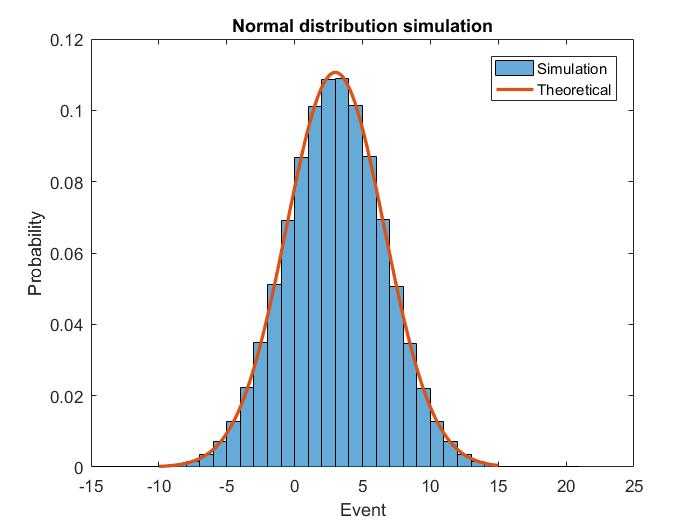 Normal distribution simulation
0.12
0.1
0.08
0.06
0.04
0.02
0
Probability
Simulation
Theoretical
-15 -10 -5 0 5 10 15 20 25
Event